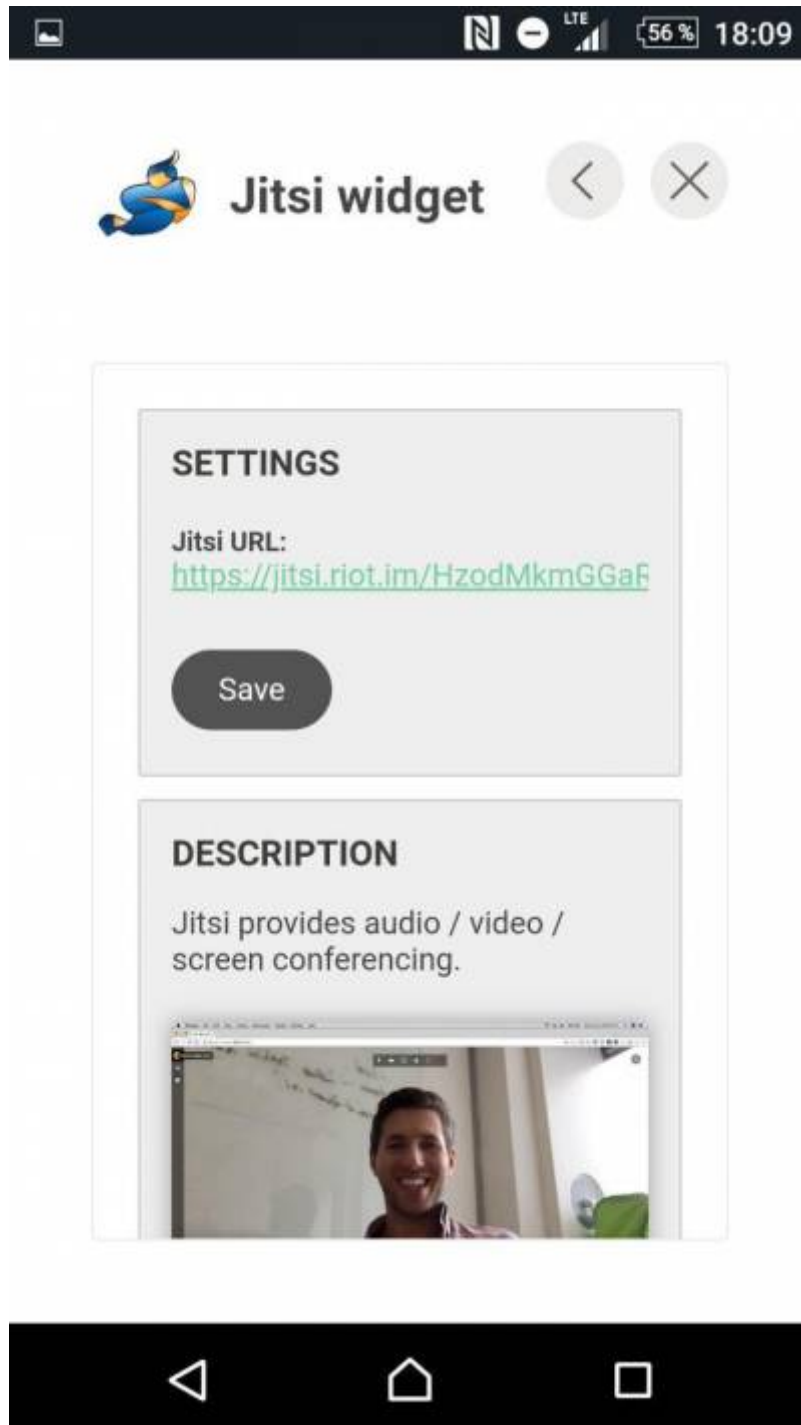 LTE 56 % 18:09
Jitsi widget
SETTINGS
Jitsi URL:
https://jitsi.riot.im/HzodMkmGGaR
Save
DESCRIPTION
Jitsi provides audio / video /
screen conferencing.